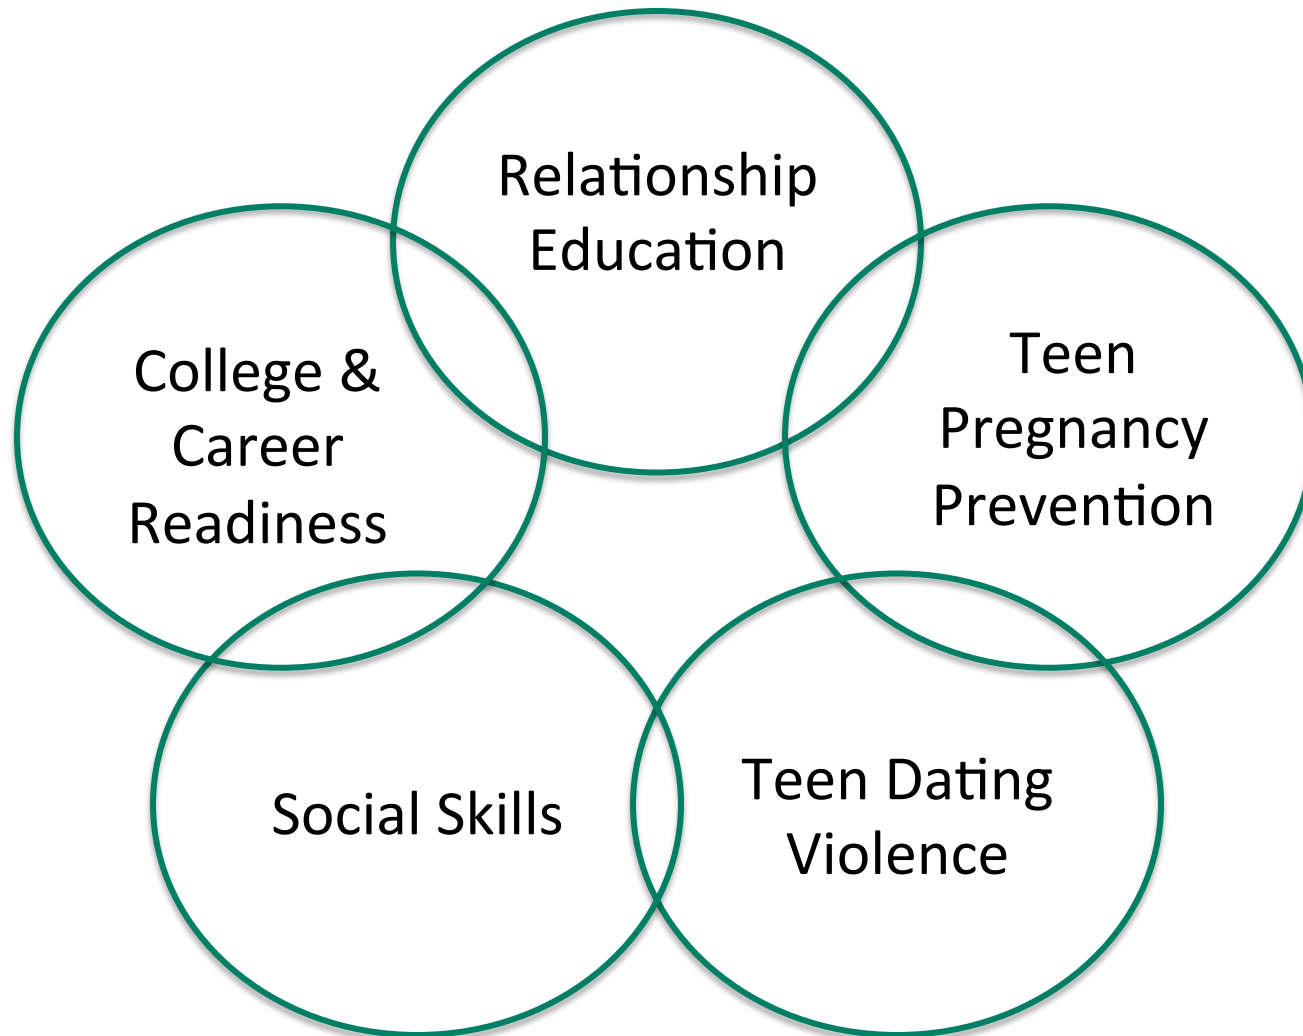 Relationship
Education
College &
Career
Readiness
Teen
Pregnancy
Prevention
Social Skills
Teen Dating
Violence